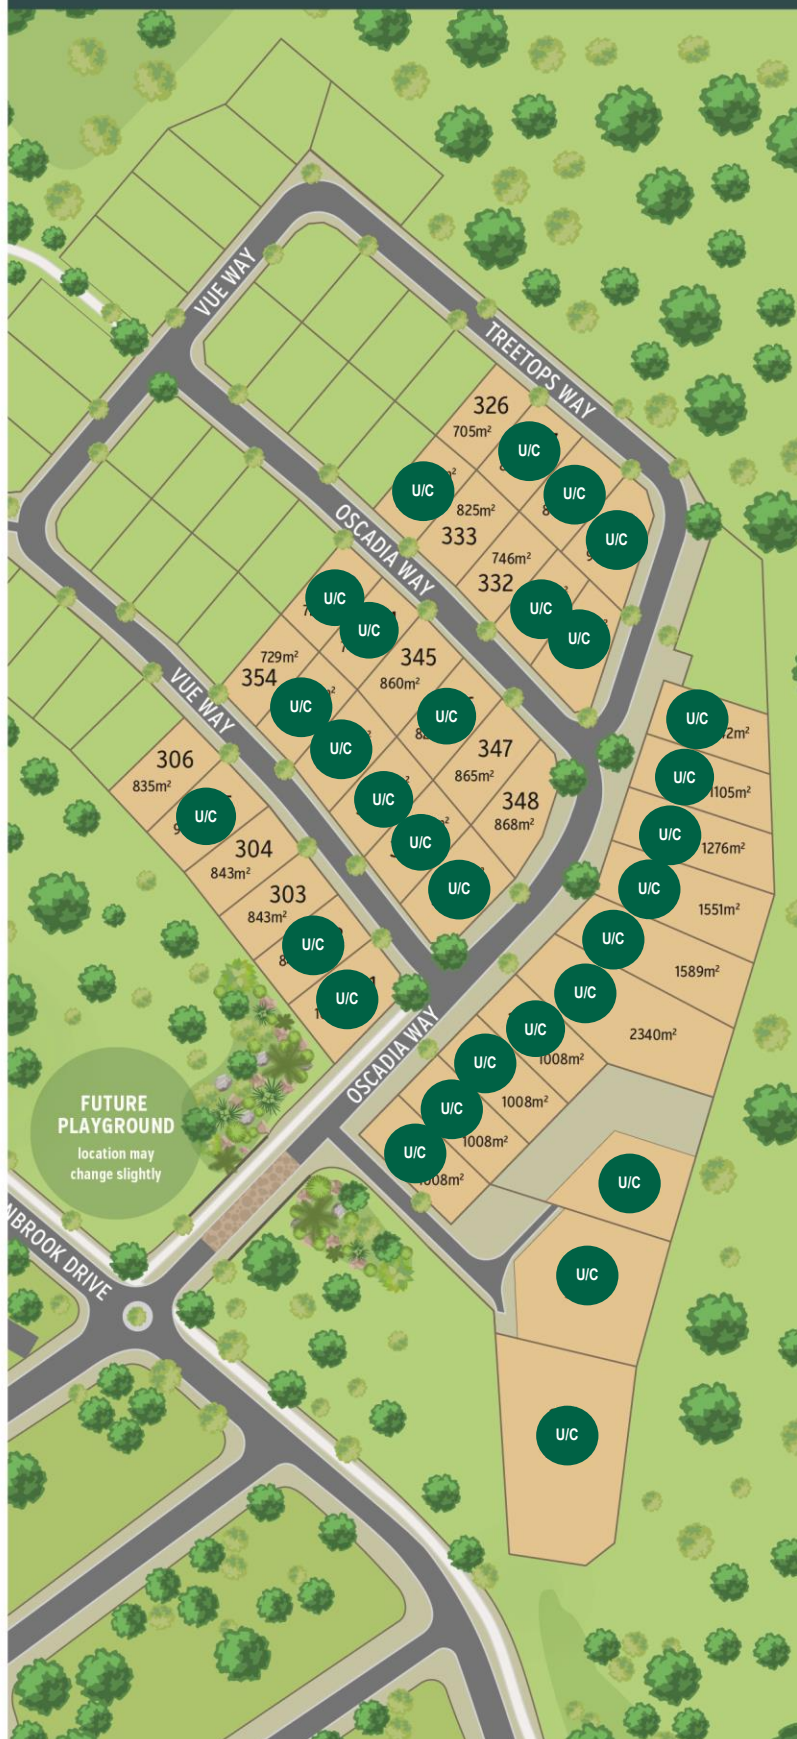 VUE WAY
TREETOPS WAY
326
705m²
U/C
U/C
U/C
825m²
333
U/C
U/C
OSCADIA WAY
746m²
332
U/C
U/C
U/C
U/C
345
860m²
729m²
354
VUE WAY
U/C
U/C
U/C
347
865m²
348
868m²
306
835m²
U/C
U/C
U/C
U/C
304
843m²
303
843m²
U/C
U/C
U/C
U/C
1105m²
U/C
1276m²
U/C
1551m²
U/C
1589m²
U/C
2340m²
U/C
1008m²
U/C
1008m²
U/C
1008m²
U/C
OSCADIA WAY
FUTURE
PLAYGROUND
location may
change slightly
U/C
U/C
U/C
DRIVE